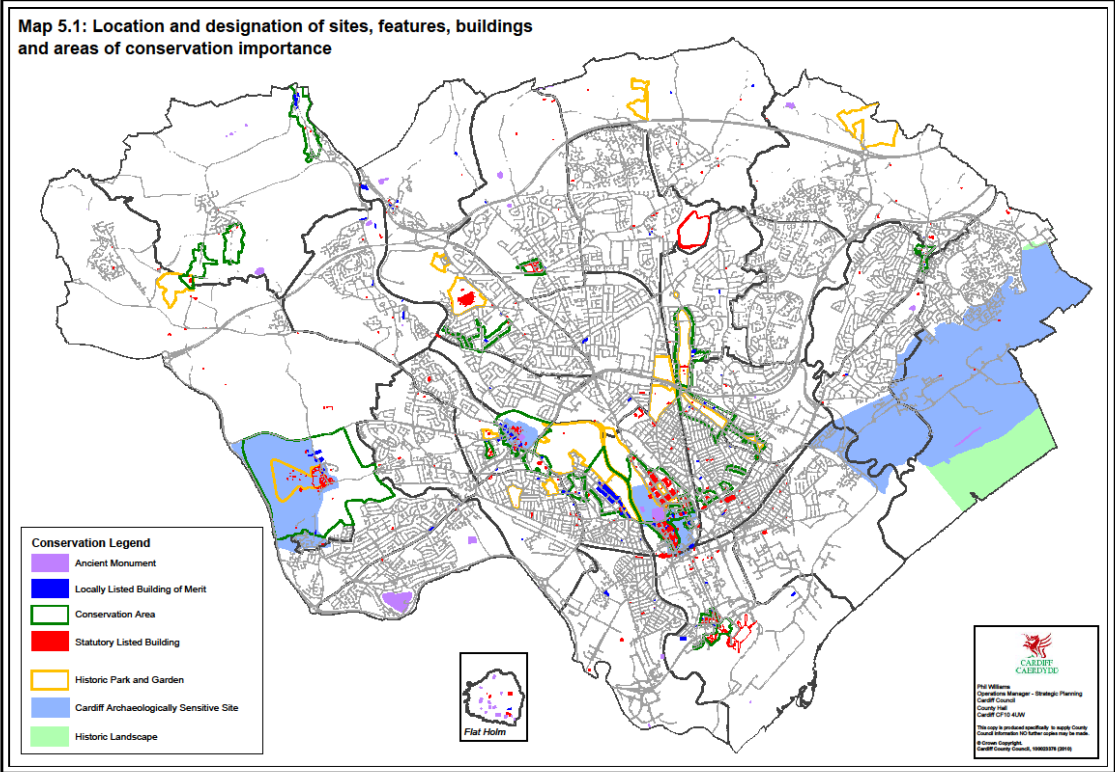 Map 5.1: Location and designation of sites, features, buildings
and areas of conservation importance
Conservation Legend
Ancient Monument
Locally Listed Building of Merit
Conservation Area
Statutory Listed Building
Historic Park and Garden
Cardiff Archaeologically Sensitive Site
Historic Landscape
Flat Holm
CARDIFF
CAERDYDD
Phil Williams
Operations Manager - Strategic Planning
Cardiff Council
County Hall
Cardiff CF10 4UW
This copy is produced specifically to supply County
Council information NO further copies may be made.
© Crown Copyright.
Cardiff County Council, 100023376 (2010)